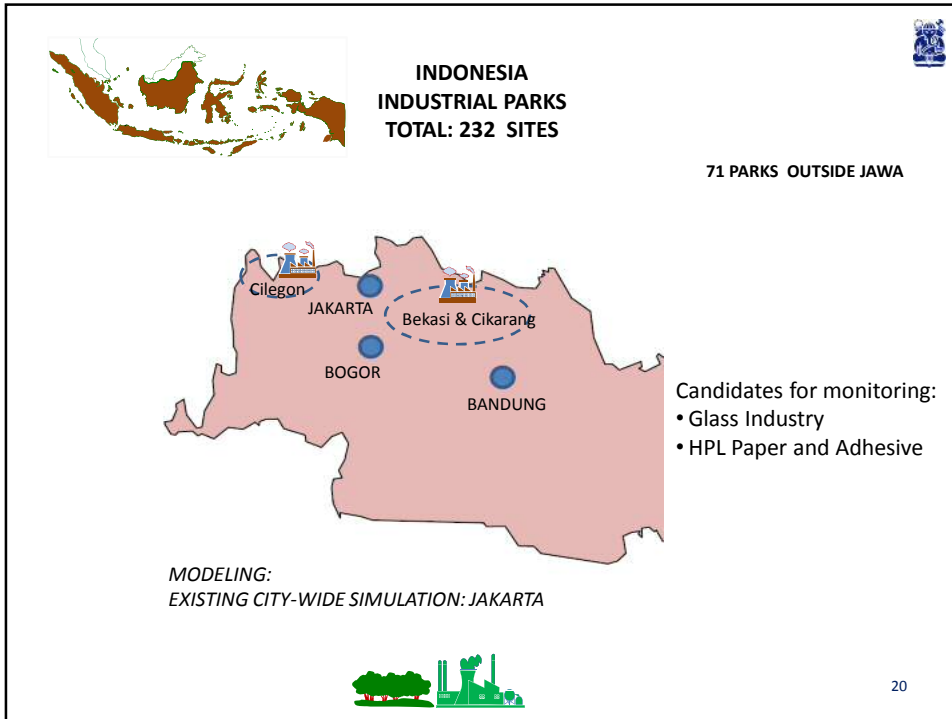 INDONESIA
INDUSTRIAL PARKS
TOTAL: 232 SITES
71 PARKS OUTSIDE JAWA
Cilegon
JAKARTA
Bekasi & Cikarang
BOGOR
BANDUNG
Candidates for monitoring:
• Glass Industry
• HPL Paper and Adhesive
MODELING:
EXISTING CITY-WIDE SIMULATION: JAKARTA
20